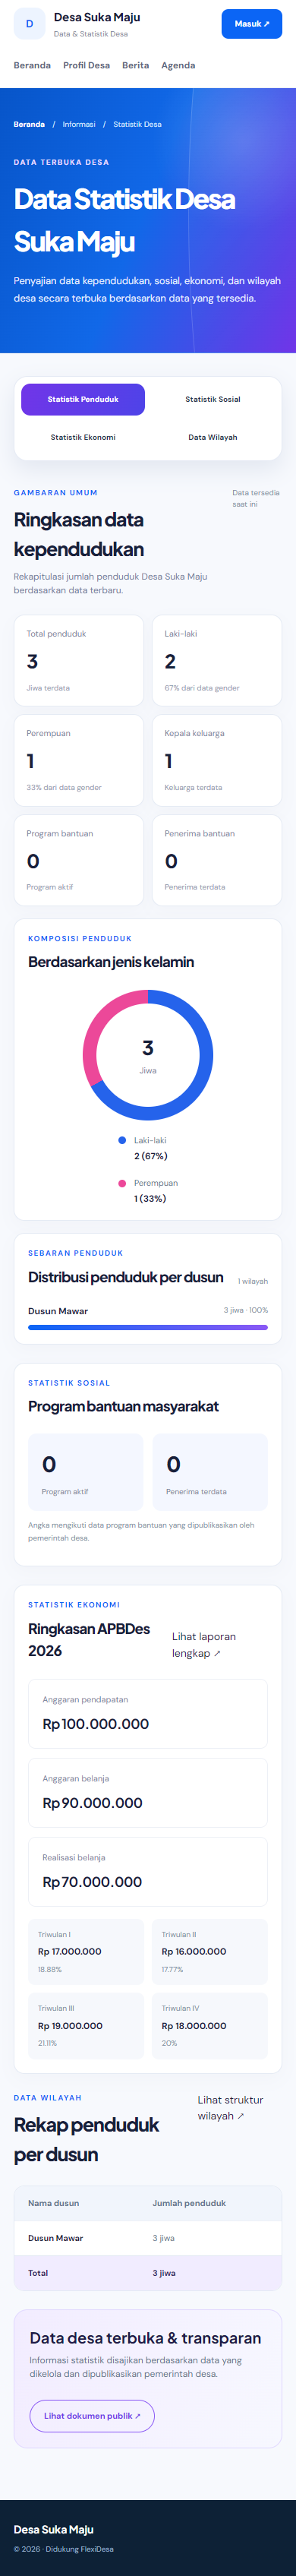 D
Desa Suka Maju
Data & Statistik Desa
Masuk ↗
Beranda Profil Desa Berita Agenda
Beranda / Informasi / Statistik Desa
DATA TERBUKA DESA
Data Statistik Desa
Suka Maju
Penyajian data kependudukan, sosial, ekonomi, dan wilayah
desa secara terbuka berdasarkan data yang tersedia.
Statistik Penduduk
Statistik Sosial
Statistik Ekonomi
Data Wilayah
GAMBARAN UMUM
Ringkasan data
kependudukan
Rekapitulasi jumlah penduduk Desa Suka Maju
berdasarkan data terbaru.
Data tersedia
saat ini
Total penduduk
3
Jiwa terdata
Laki-laki
2
67% dari data gender
Perempuan
1
33% dari data gender
Kepala keluarga
1
Keluarga terdata
Program bantuan
0
Program aktif
Penerima bantuan
0
Penerima terdata
KOMPOSISI PENDUDUK
Berdasarkan jenis kelamin
3
Jiwa
Laki-laki
2 (67%)
Perempuan
1 (33%)
SEBARAN PENDUDUK
Distribusi penduduk per dusun
1 wilayah
Dusun Mawar
3 jiwa · 100%
STATISTIK SOSIAL
Program bantuan masyarakat
0
Program aktif
0
Penerima terdata
Angka mengikuti data program bantuan yang dipublikasikan oleh
pemerintah desa.
STATISTIK EKONOMI
Ringkasan APBDes
2026
Lihat laporan
lengkap ↗
Anggaran pendapatan
Rp 100.000.000
Anggaran belanja
Rp 90.000.000
Realisasi belanja
Rp 70.000.000
Triwulan I
Rp 17.000.000
18.88%
Triwulan II
Rp 16.000.000
17.77%
Triwulan III
Rp 19.000.000
21.11%
Triwulan IV
Rp 18.000.000
20%
DATA WILAYAH
Rekap penduduk
per dusun
Lihat struktur
wilayah ↗
Nama dusun Jumlah penduduk
Dusun Mawar 3 jiwa
Total 3 jiwa
Data desa terbuka & transparan
Informasi statistik disajikan berdasarkan data yang
dikelola dan dipublikasikan pemerintah desa.
Lihat dokumen publik ↗
Desa Suka Maju
© 2026 · Didukung FlexiDesa